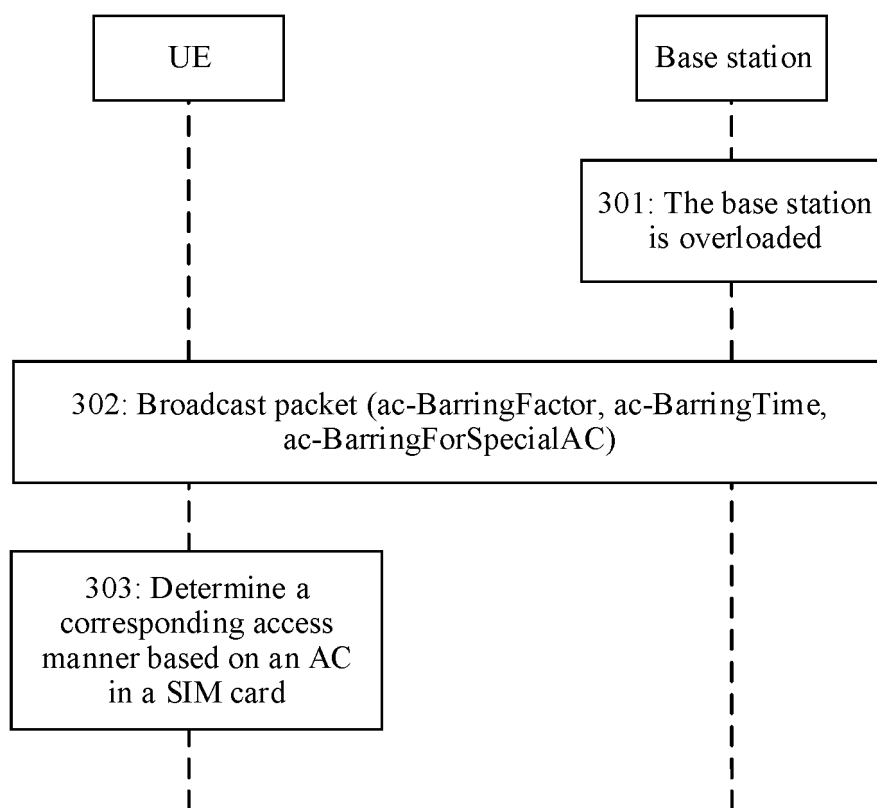 UE
Base station
301: The base station
is overloaded
302: Broadcast packet (ac-BarringFactor, ac-BarringTime,
ac-BarringForSpecialAC)
303: Determine a
corresponding access
manner based on an AC
in a SIM card